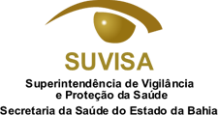 SUVISA
Superintendência de Vigilância
e Proteção da Saúde
Secretaria da Saúde do Estado da Bahia